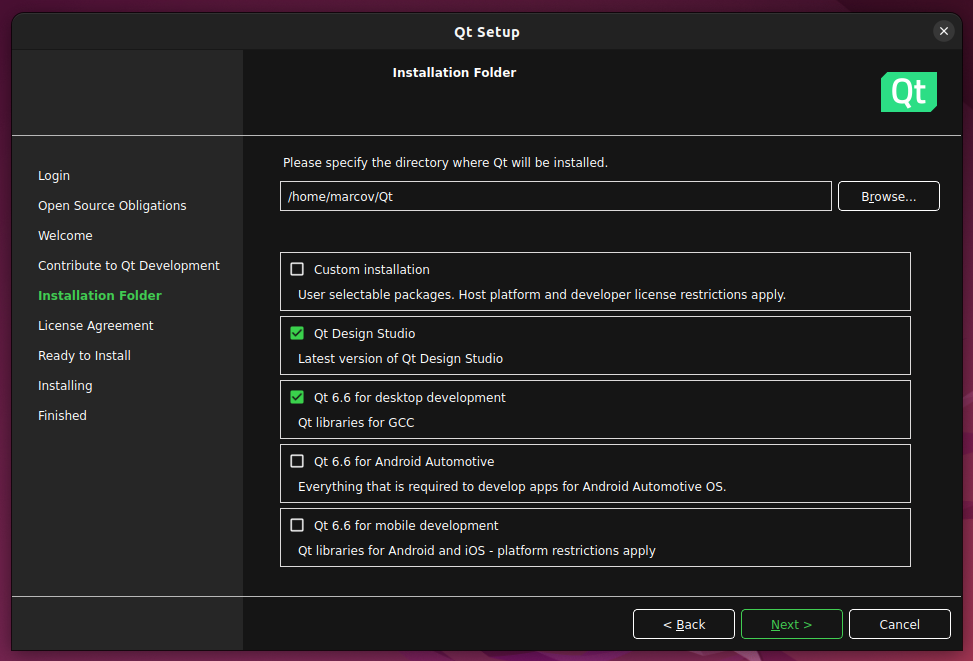 Qt Setup
Installation Folder
Qt
Login
Open Source Obligations
Welcome
Contribute to Qt Development
Installation Folder
License Agreement
Ready to Install
Installing
Finished
Please specify the directory where Qt will be installed.
/home/marcov/Qt
Browse...
Custom installation
User selectable packages. Host platform and developer license restrictions apply.
Qt Design Studio
Latest version of Qt Design Studio
Qt 6.6 for desktop development
Qt libraries for GCC
Qt 6.6 for Android Automotive
Everything that is required to develop apps for Android Automotive OS.
Qt 6.6 for mobile development
Qt libraries for Android and iOS - platform restrictions apply
< Back
Next >
Cancel